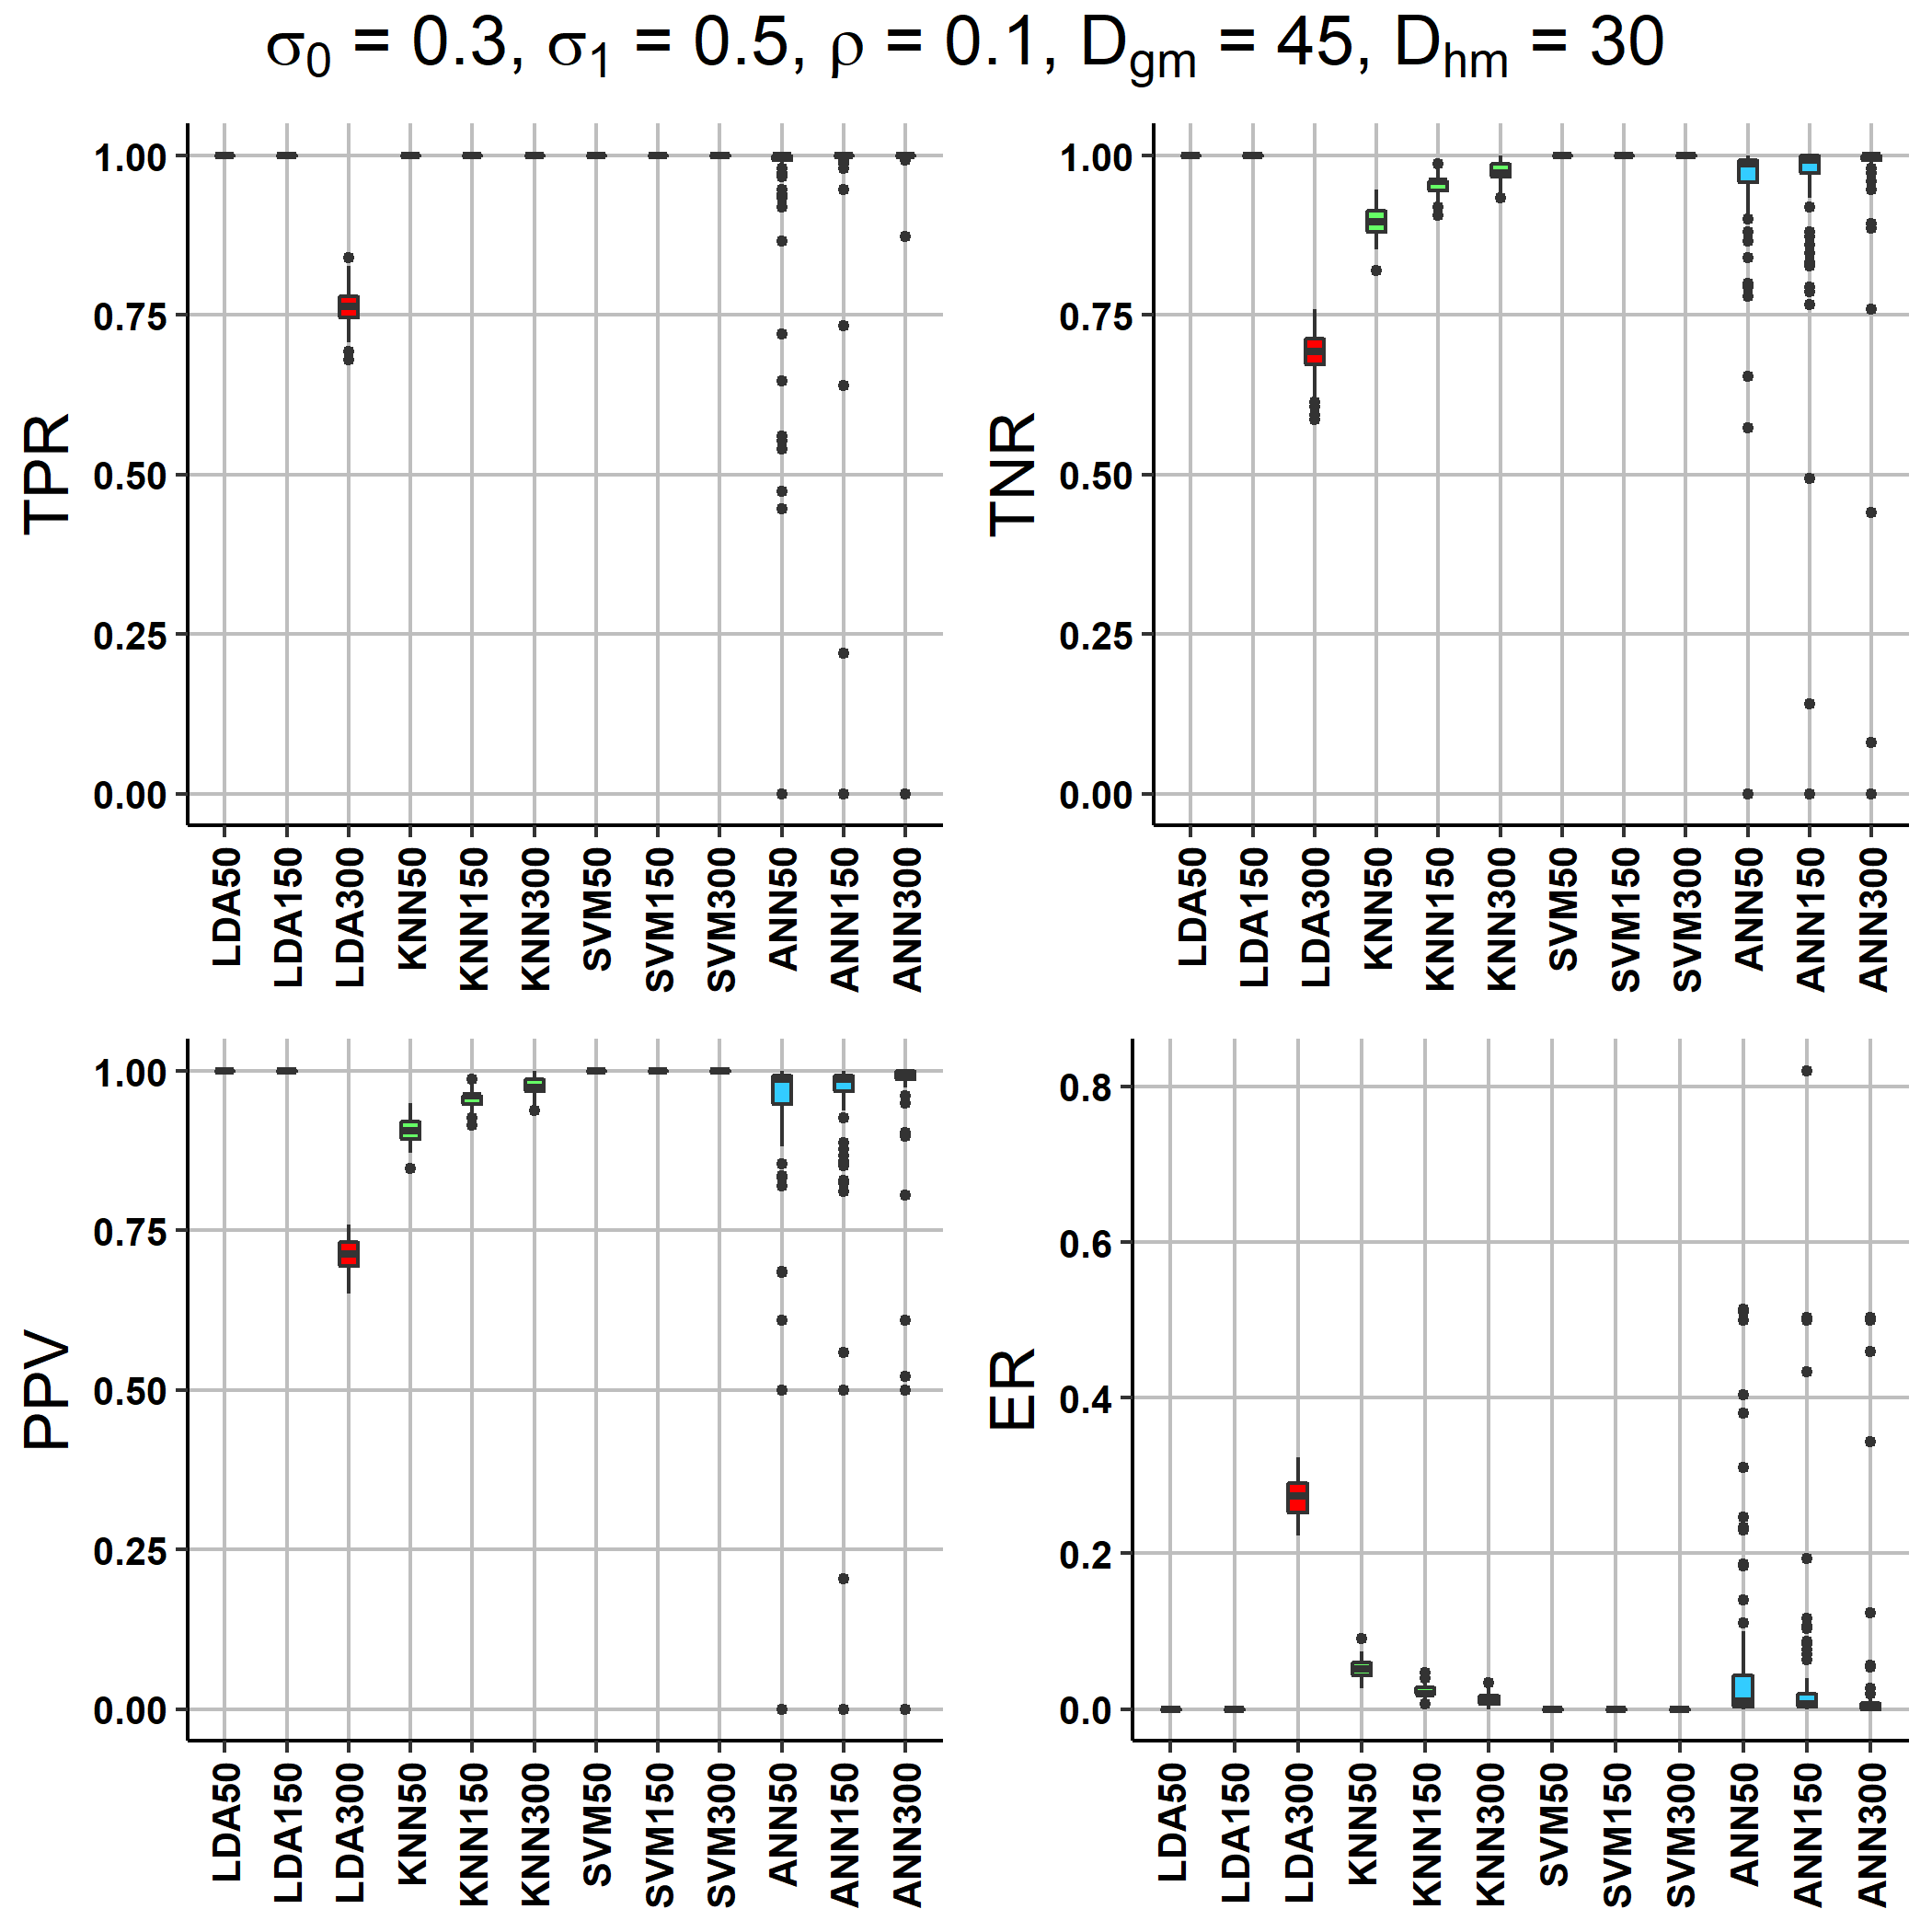 σ0 = 0.3, σ1 = 0.5, ρ = 0.1, Dgm = 45, Dhm = 30
TPR
1.00
0.75
0.50
0.25
0.00
LDA50
LDA150
LDA300
KNN50
KNN150
KNN300
SVM50
SVM150
SVM300
ANN50
ANN150
ANN300
TNR
1.00
0.75
0.50
0.25
0.00
LDA50
LDA150
LDA300
KNN50
KNN150
KNN300
SVM50
SVM150
SVM300
ANN50
ANN150
ANN300
PPV
1.00
0.75
0.50
0.25
0.00
LDA50
LDA150
LDA300
KNN50
KNN150
KNN300
SVM50
SVM150
SVM300
ANN50
ANN150
ANN300
ER
0.8
0.6
0.4
0.2
0.0
LDA50
LDA150
LDA300
KNN50
KNN150
KNN300
SVM50
SVM150
SVM300
ANN50
ANN150
ANN300